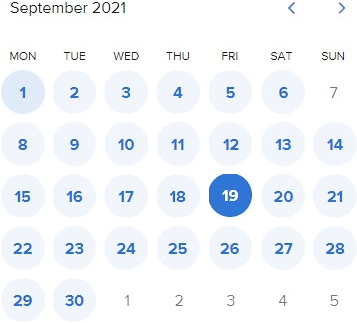 September 2021
MON TUE WED THU FRI SAT SUN
1 2 3 4 5 6 7
8 9 10 11 12 13 14
15 16 17 18 19 20 21
22 23 24 25 26 27 28
29 30 1 2 3 4 5